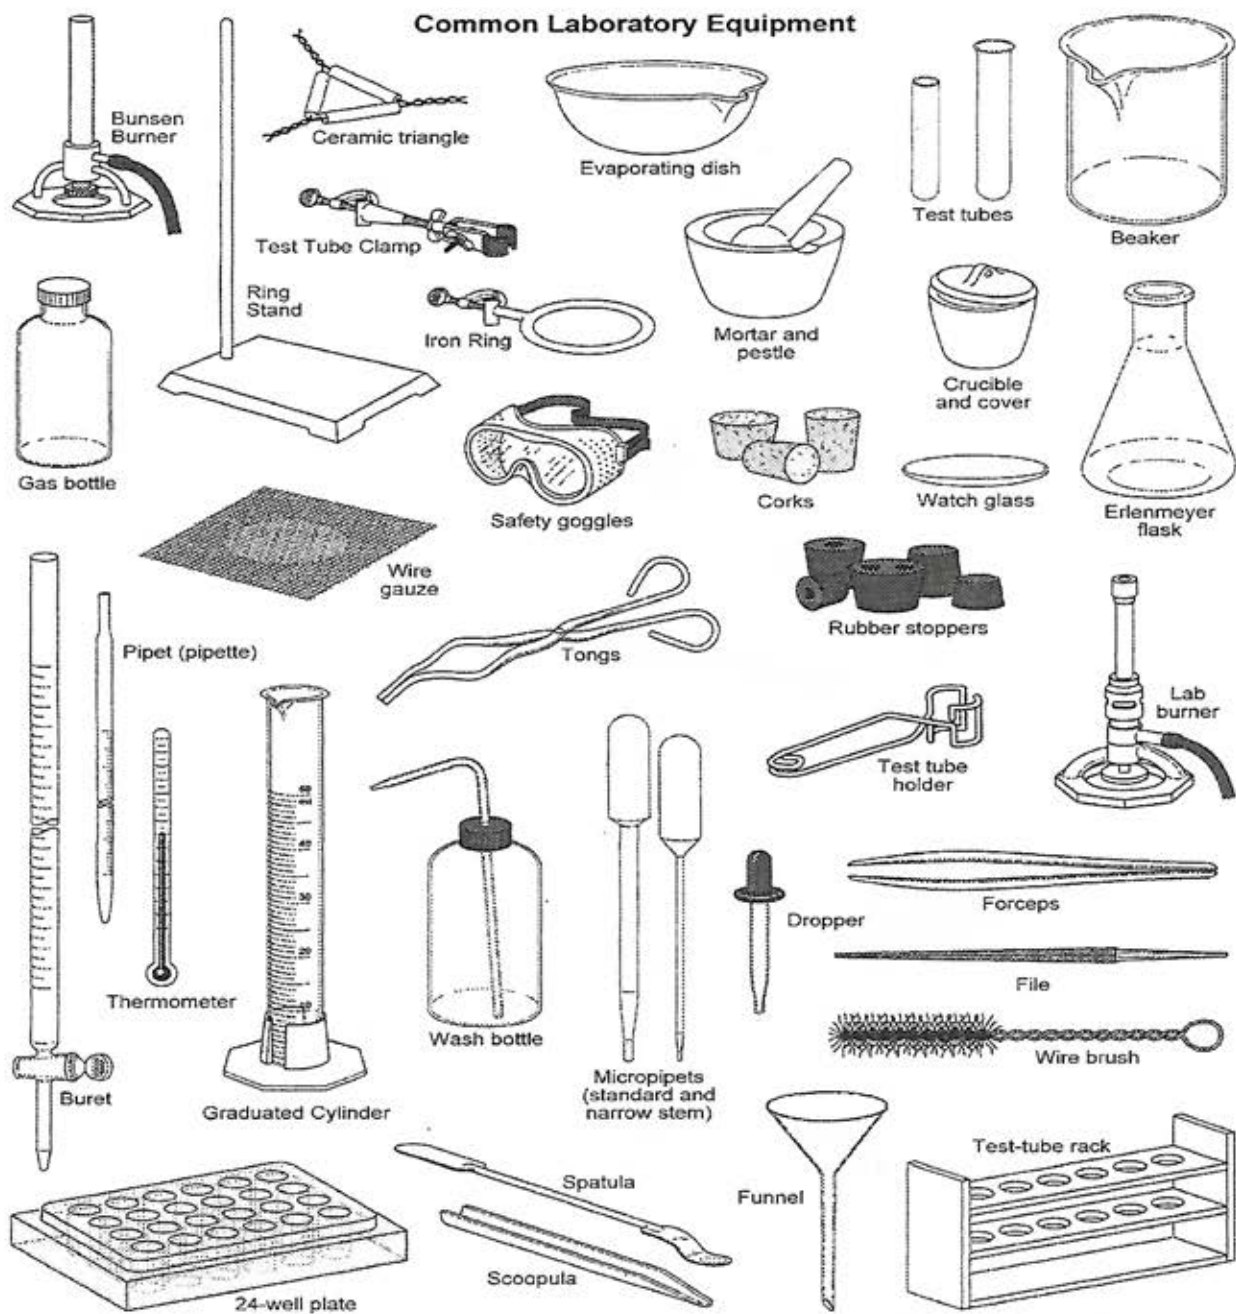 Common Laboratory Equipment
Bunsen
Burner
Ceramic triangle
Evaporating dish
Test tubes
Beaker
Test Tube Clamp
Ring
Stand
Iron Ring
Mortar and
pestle
Crucible
and cover
Gas bottle
Safety goggles
Corks
Watch glass
Erlenmeyer
flask
Wire
gauze
Rubber stoppers
Pipet (pipette)
Tongs
Lab
burner
Test tube
holder
Forceps
Dropper
File
Thermometer
Wash bottle
Wire brush
Buret
Graduated Cylinder
Micropipets
(standard and
narrow stem)
Test-tube rack
Spatula
Funnel
Scoopula
24-well plate